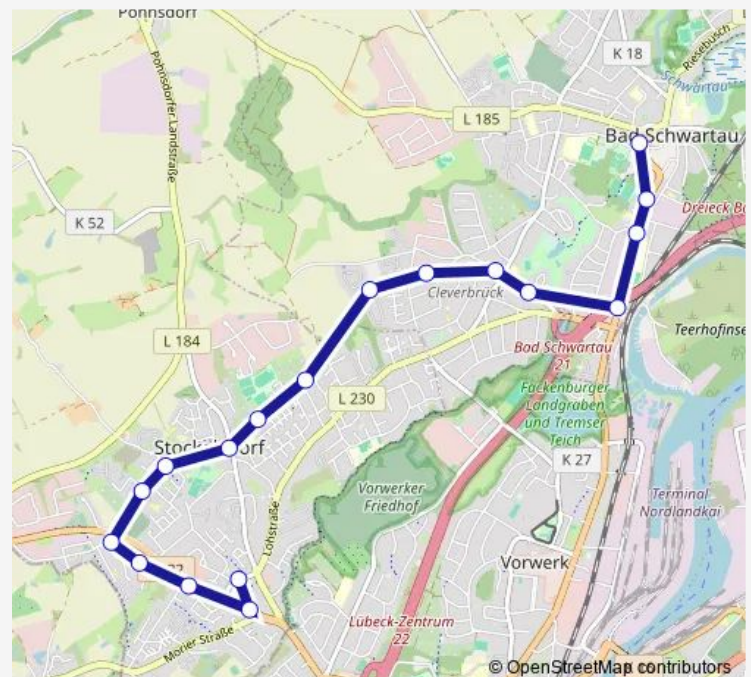 Pohnsdorf
K 18
Riesebusch
Schwartau
Pohnsdorfer Landstraße
L 185
Bad Schwartau
K 52
Dreieck Ba
Cleverbrück
Teerhofinse
L 184
Bad Schwartau
21
L 230
Fackenburger
Landgraben
und Tremser
Teich
K 27
Vorwerker
Friedhof
Terminal
Nordlandkai
Lohstraße
Vorwerk
Lübeck-Zentrum
22
Morier Straße
© OpenStreetMap contributors